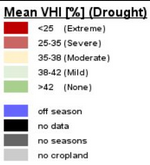 Mean VHI [%] (Drought)
<25 (Extreme)
25-35 (Severe)
35-38 (Moderate)
38-42 (Mild)
>42 (None)
off season
no data
no seasons
no cropland